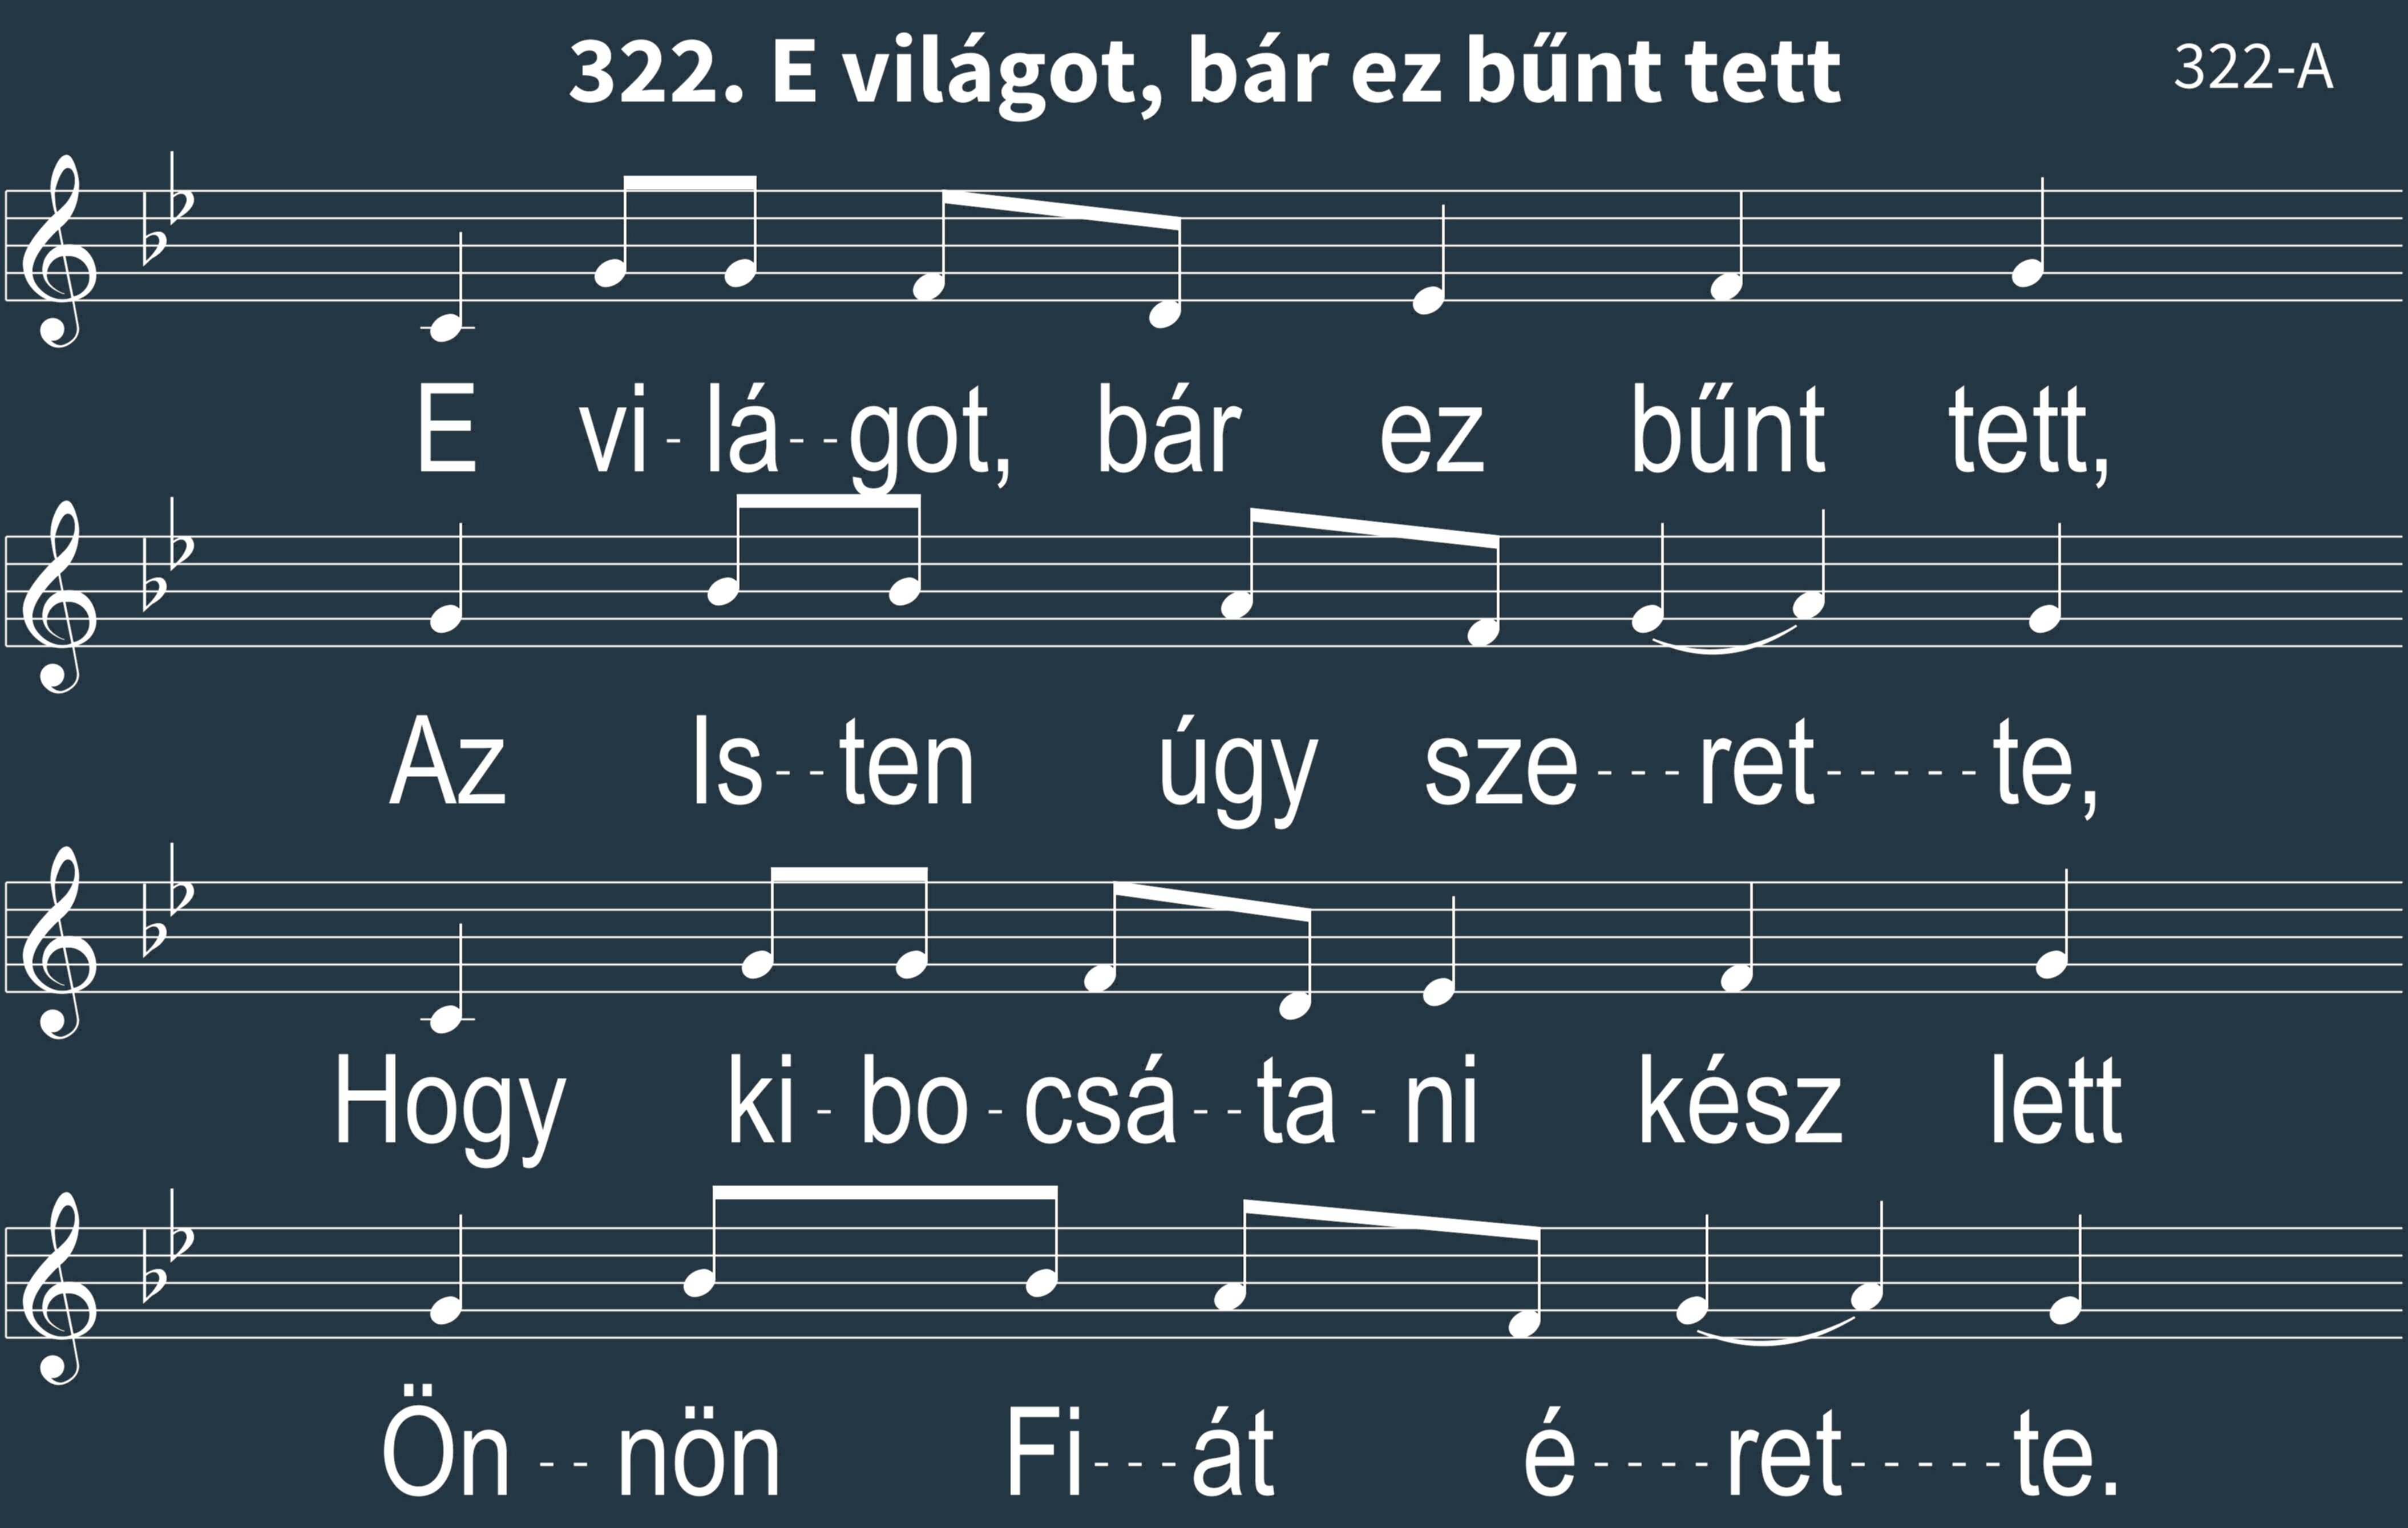 322. E világot, bár ez bűnt tett
322-A
E vi - lá - - got, bár ez bűnt tett,
Az Is - - ten úgy sze - - - ret - - - - - te,
Hogy ki - bo - csá - - ta - ni kész lett
Ön - - nön Fi - - - át é - - - - ret - - - - - te.